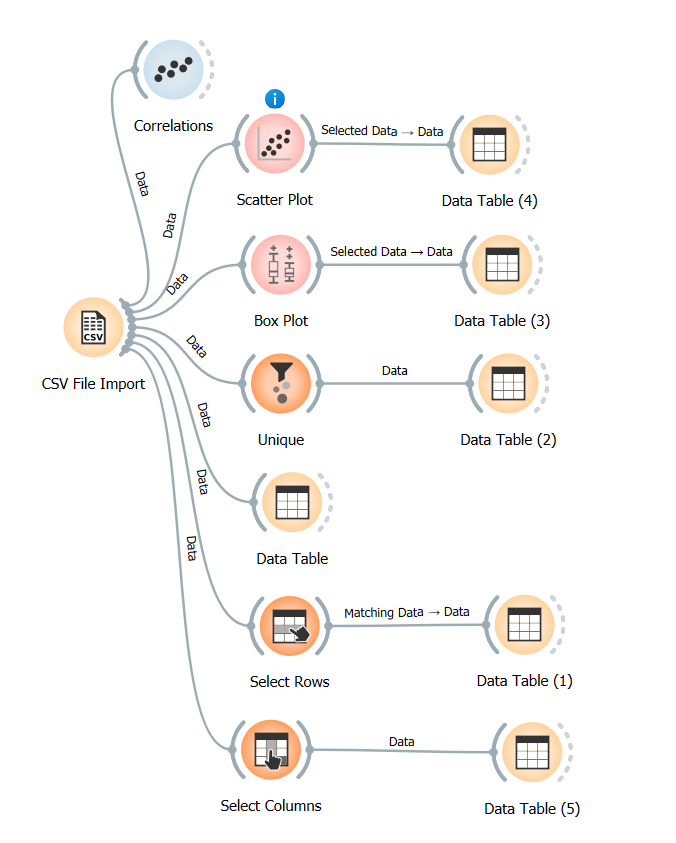 Correlations
i
Selected Data → Data
Scatter Plot
Data Table (4)
Data
Data
Selected Data → Data
Data
Box Plot
Data Table (3)
CSV
CSV File Import
Data
Data
Unique
Data Table (2)
Data
Data
Data Table
Data
Matching Data → Data
Select Rows
Data Table (1)
Data
Select Columns
Data Table (5)